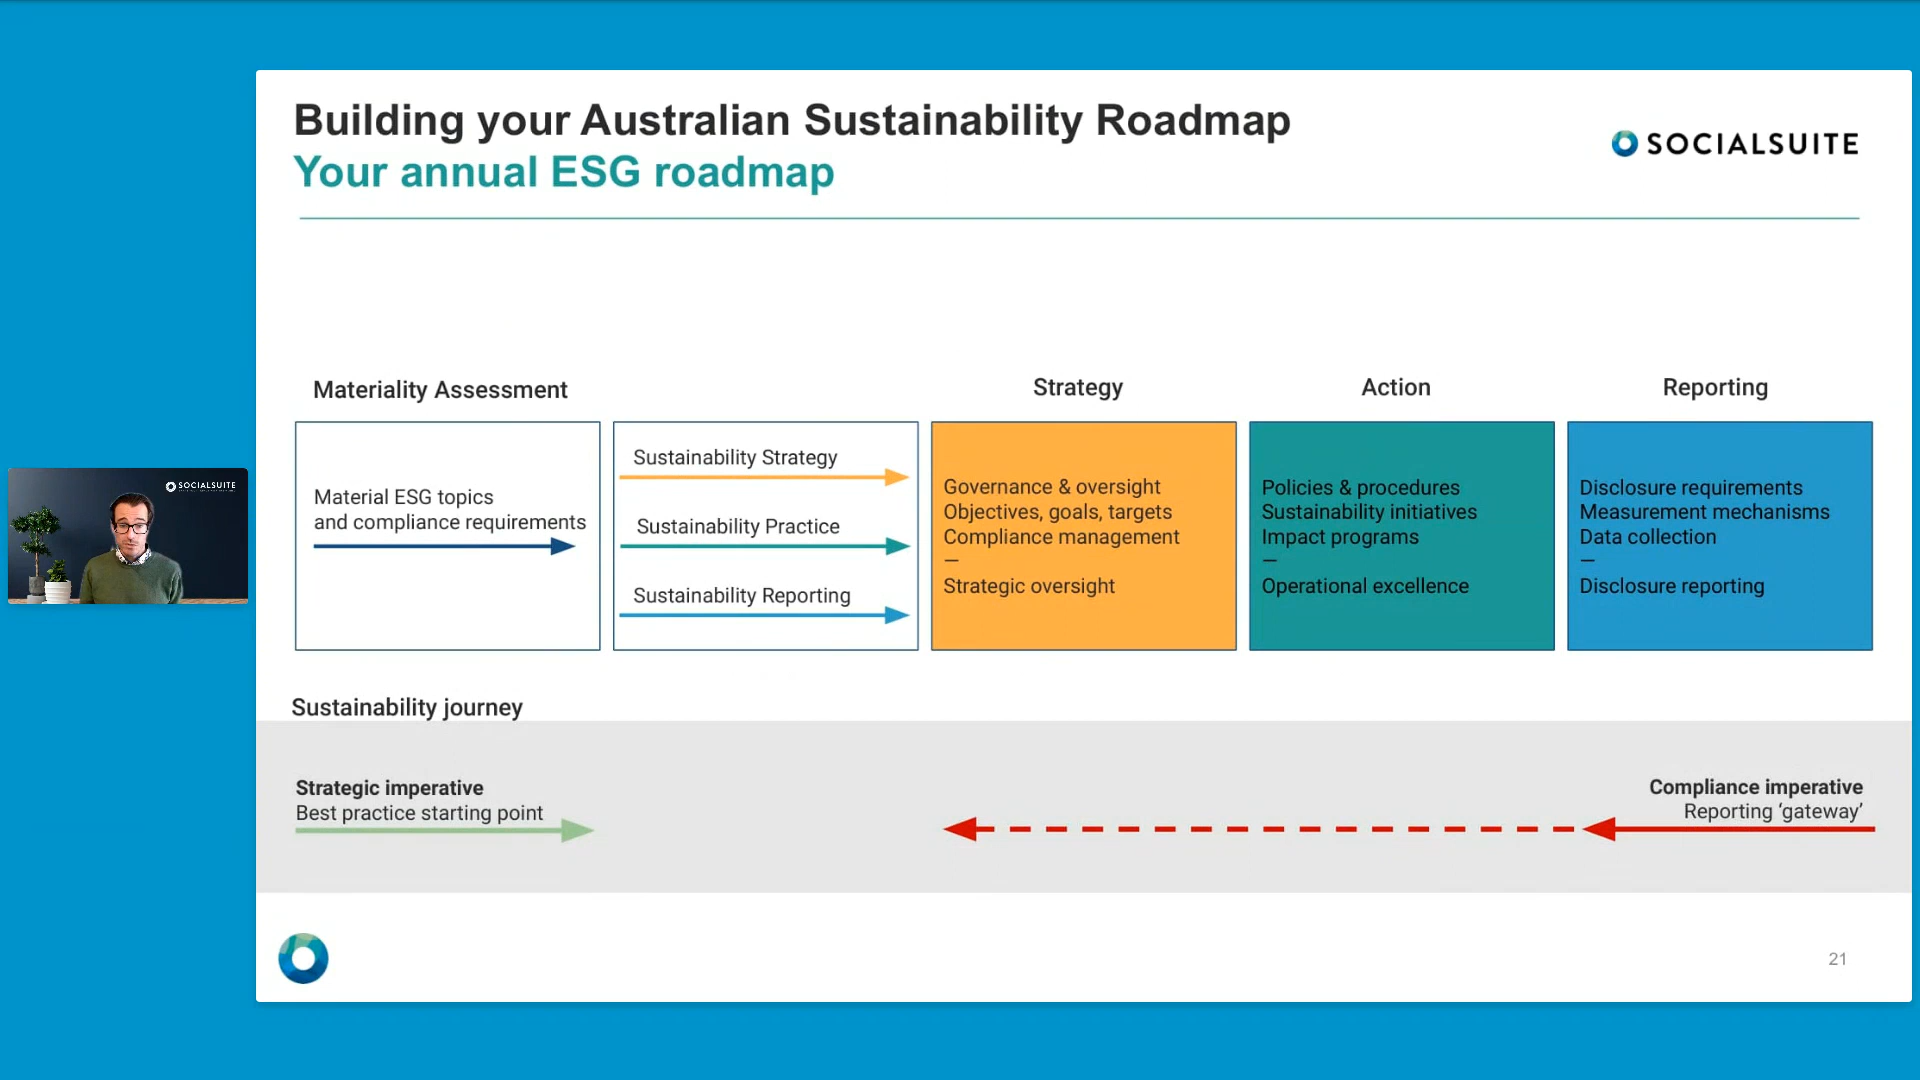 Building your Australian Sustainability Roadmap
Your annual ESG roadmap
SOCIALSUITE
Materiality Assessment
Strategy
Action
Reporting
Material ESG topics
and compliance requirements
Sustainability Strategy
Sustainability Practice
Sustainability Reporting
Governance & oversight
Objectives, goals, targets
Compliance management
—
Strategic oversight
Policies & procedures
Sustainability initiatives
Impact programs
—
Operational excellence
Disclosure requirements
Measurement mechanisms
Data collection
—
Disclosure reporting
SOCIALSUITE
Sustainability journey
Strategic imperative
Best practice starting point
Compliance imperative
Reporting ‘gateway’
21